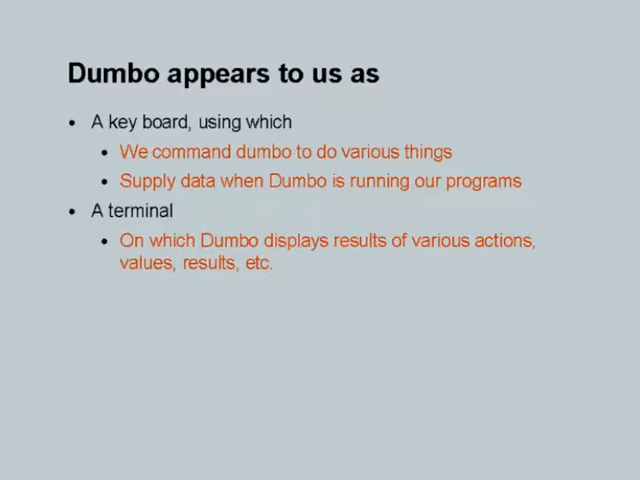 Dumbo appears to us as
• A key board, using which
• We command dumbo to do various things
• Supply data when Dumbo is running our programs
• A terminal
• On which Dumbo displays results of various actions,
values, results, etc.